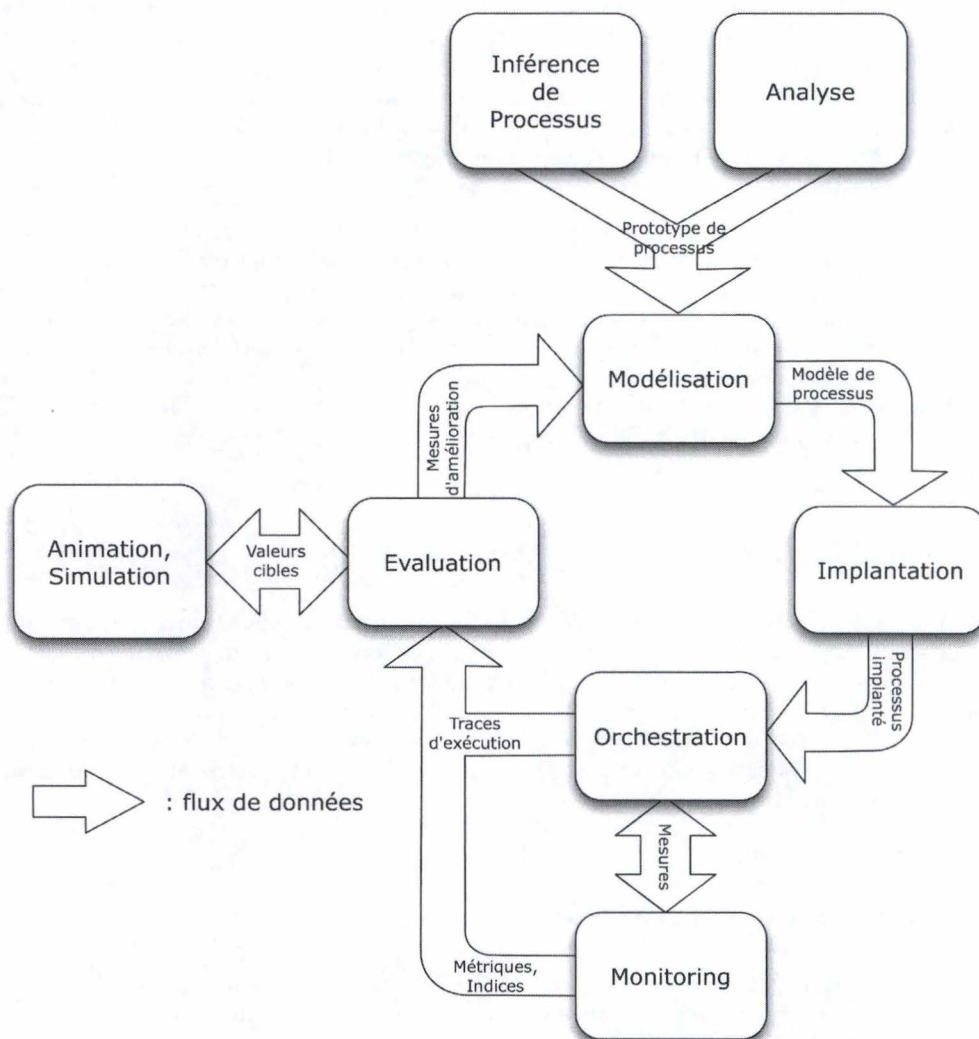 Inférence
de
Processus
Analyse
Prototype de
processus
Modélisation
Modèle de
processus
Mesures
d'amélioration
Animation,
Simulation
Valeurs
cibles
Evaluation
Implantation
Processus
implanté
Traces
d'exécution
Orchestration
: flux de données
Mesures
Métriques,
Indices
Monitoring